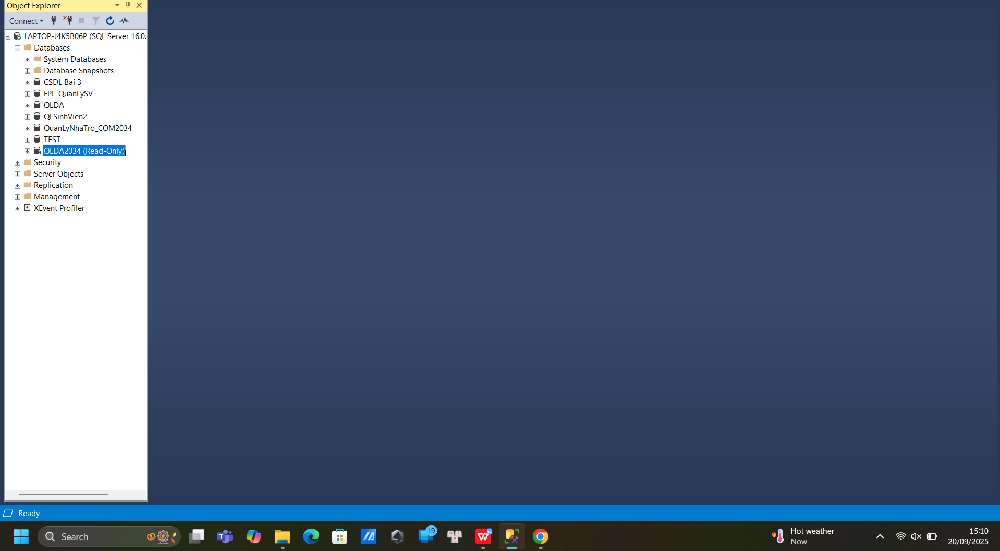 Object Explorer
Connect
LAPTOP-J4K5B06P (SQL Server 16.0.
Databases
System Databases
Database Snapshots
CSDL Bai 3
FPL_QuanLySV
QLDA
QLSinhVien2
QuanLyNhaTro_COM2034
TEST
QLDA2034 (Read-Only)
Security
Server Objects
Replication
Management
XEvent Profiler
Ready
Search
19
Hot weather
Now
15:10
20/09/2025